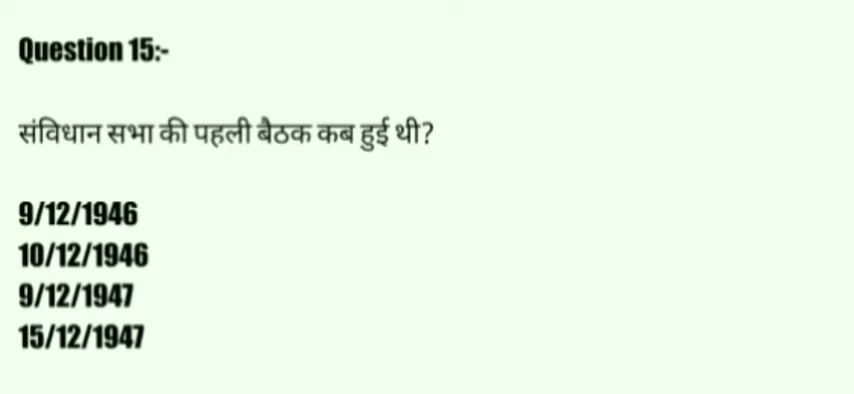 Question 15:-
संविधान सभा की पहली बैठक कब हुई थी?
9/12/1946
10/12/1946
9/12/1947
15/12/1947